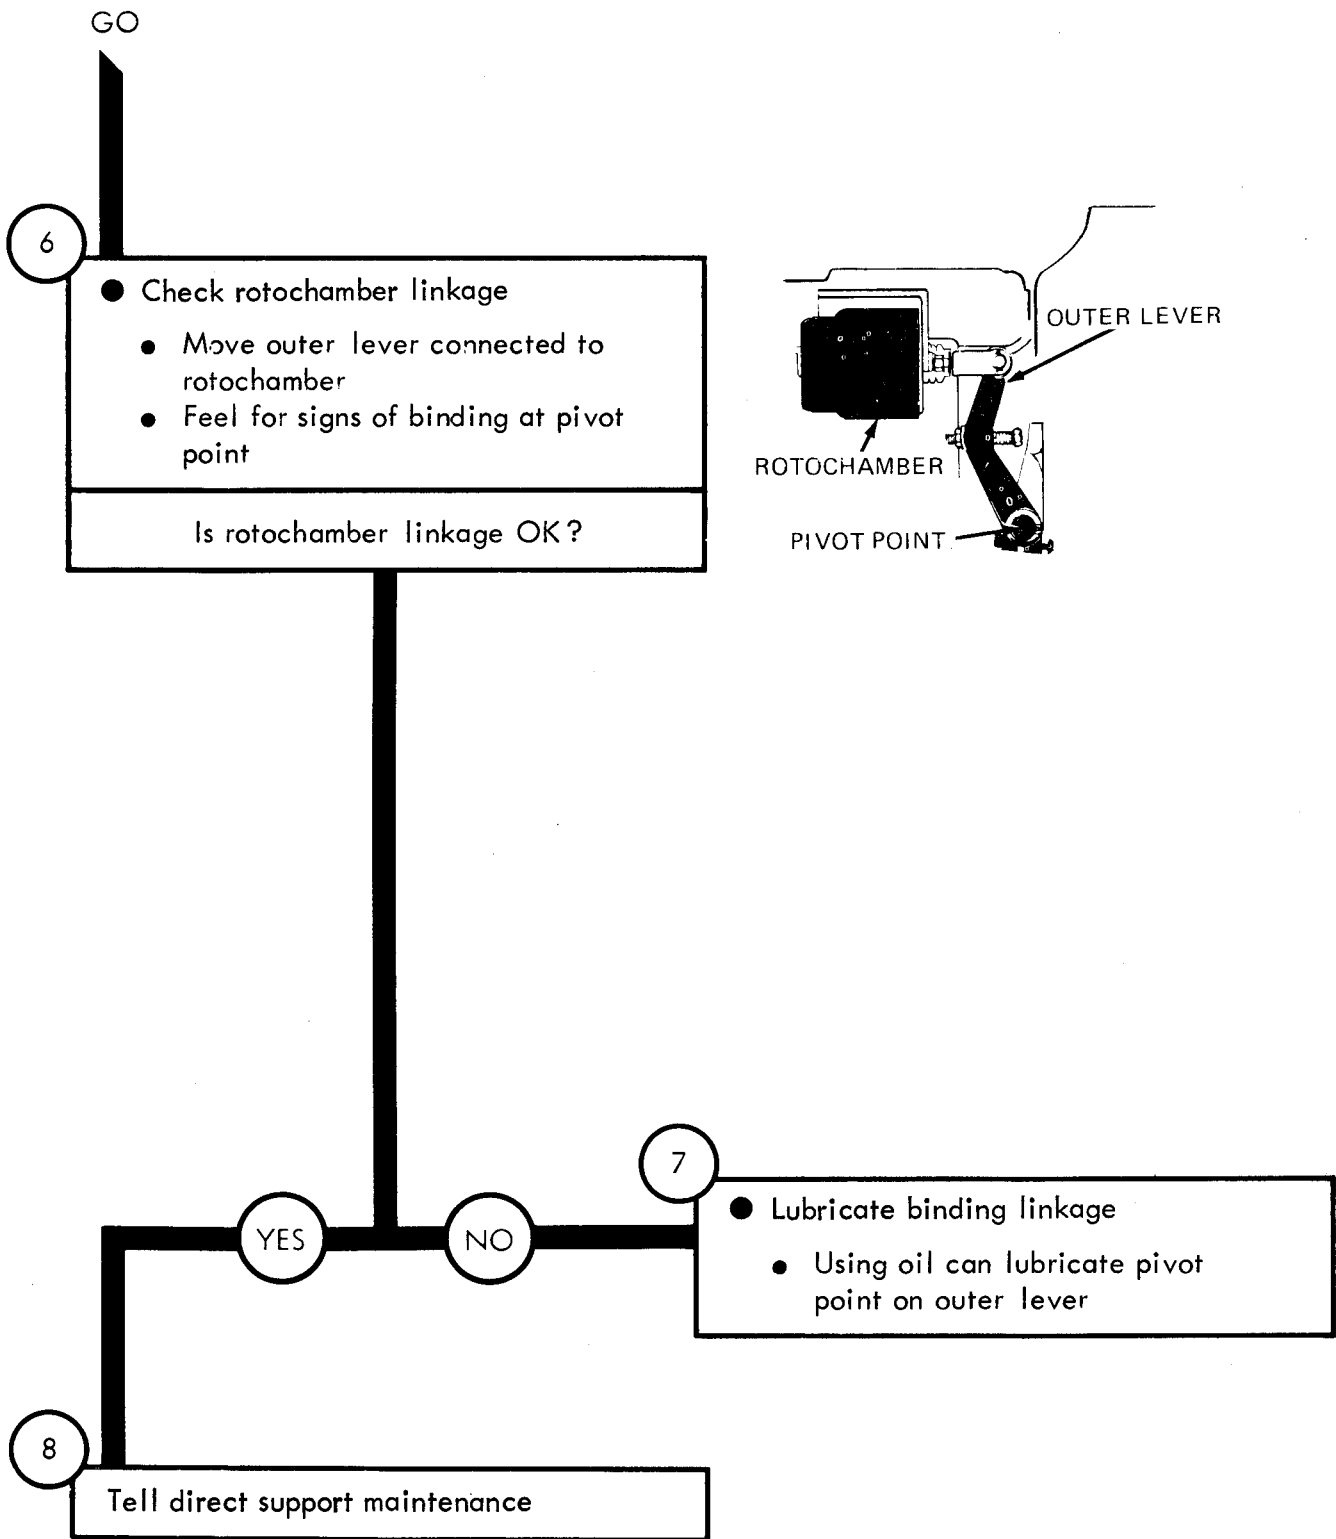 GO
6
● Check rotochamber linkage
● Move outer lever connected to
rotochamber
● Feel for signs of binding at pivot
point
Is rotochamber linkage OK?
OUTER LEVER
ROTOCHAMBER
PIVOT POINT
YES
NO
7
● Lubricate binding linkage
● Using oil can lubricate pivot
point on outer lever
8
Tell direct support maintenance